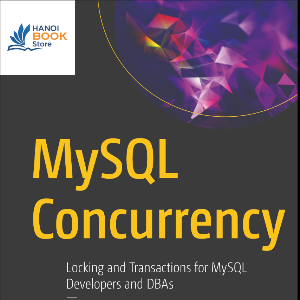 HANOI
BOOK
Store
MySQL
Concurrency
Locking and Transactions for MySQL
Developers and DBAs